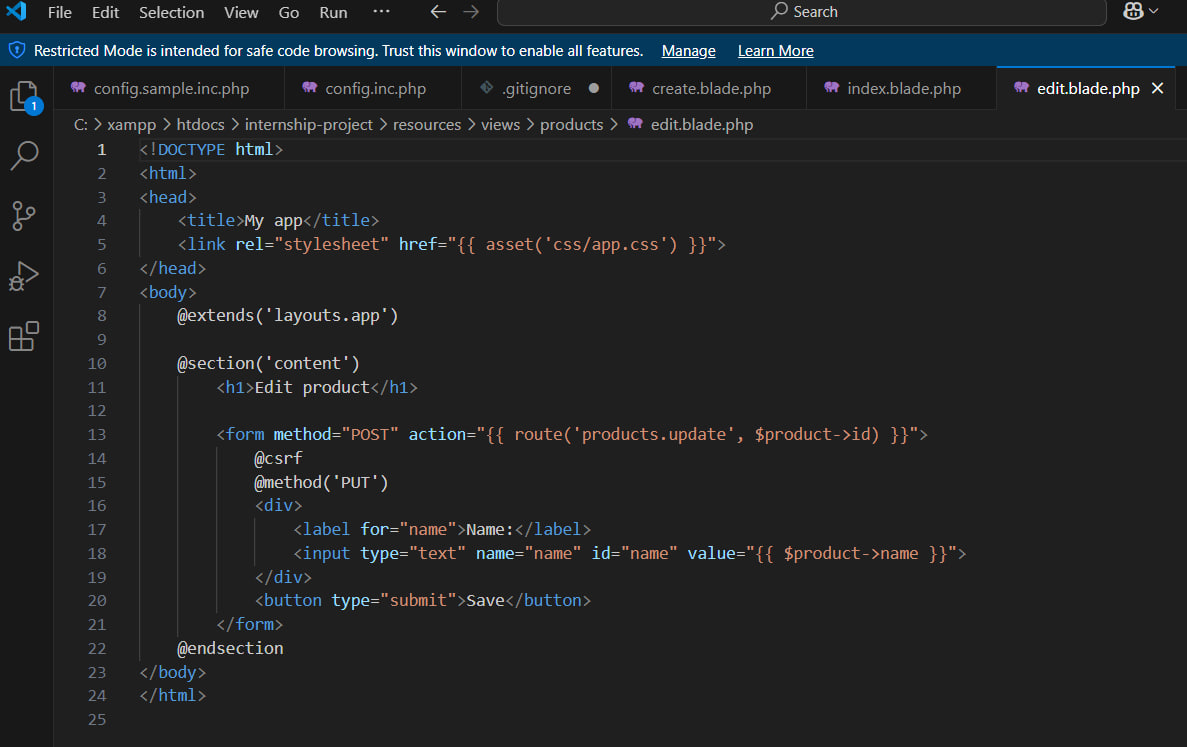 File Edit Selection View Go Run ··· Search
Restricted Mode is intended for safe code browsing. Trust this window to enable all features. Manage Learn More
1
config.sample.inc.php config.inc.php .gitignore create.blade.php index.blade.php edit.blade.php
C: > xampp > htdocs > internship-project > resources > views > products > edit.blade.php
1 <!DOCTYPE html>
2 <html>
3 <head>
4     <title>My app</title>
5     <link rel="stylesheet" href="{{ asset('css/app.css') }}">
6 </head>
7 <body>
8     @extends('layouts.app')
9
10     @section('content')
11         <h1>Edit product</h1>
12
13         <form method="POST" action="{{ route('products.update', $product->id) }}">
14             @csrf
15             @method('PUT')
16             <div>
17                 <label for="name">Name:</label>
18                 <input type="text" name="name" id="name" value="{{ $product->name }}">
19             </div>
20             <button type="submit">Save</button>
21         </form>
22     @endsection
23 </body>
24 </html>
25